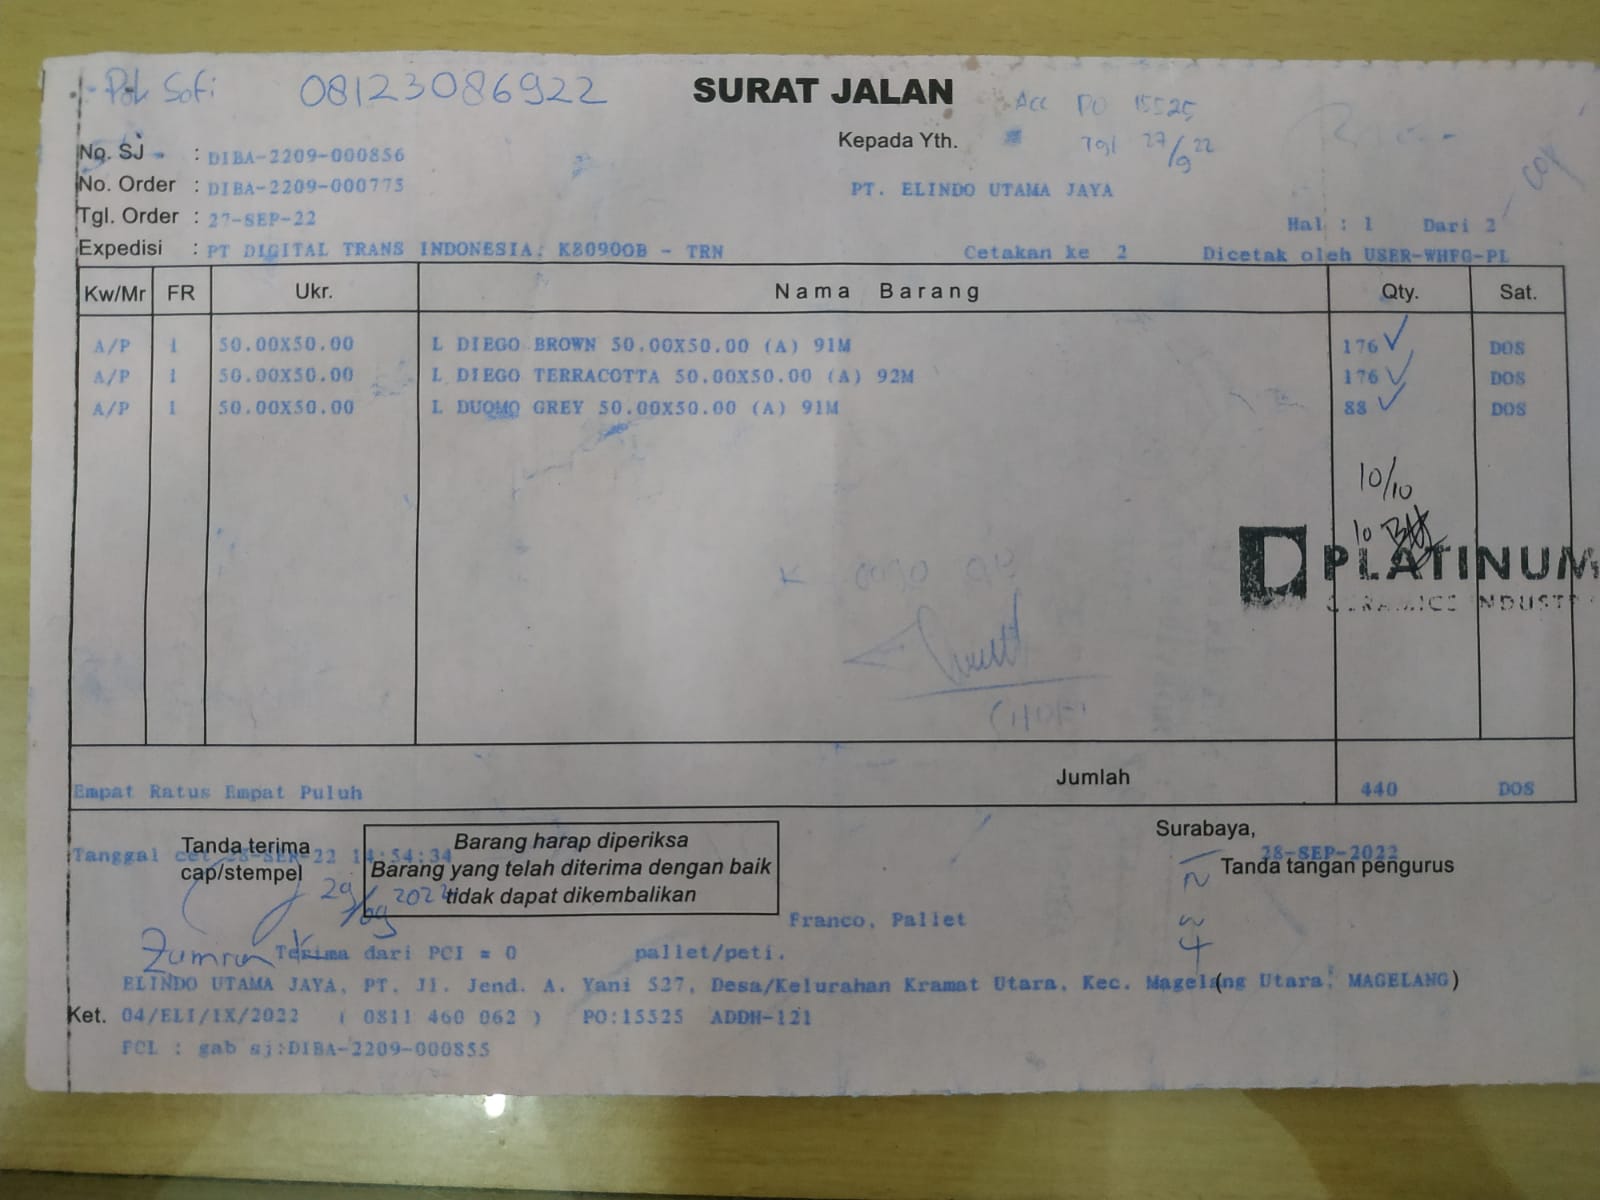 Pak Sofi 08123086922 SURAT JALAN Acc PO 15525
Kepada Yth. Tgl 27/9 22
No. SJ : DIBA-2209-000856
No. Order : DIBA-2209-000775 PT. ELINDO UTAMA JAYA
Tgl. Order : 27-SEP-22 Hal : 1 Dari 2
Expedisi : PT DIGITAL TRANS INDONESIA: K8090OB - TRN Cetakan ke 2 Dicetak oleh USER-WHFG-PL
Kw/Mr FR Ukr. Nama Barang Qty. Sat.
A/P 1 50.00X50.00 L DIEGO BROWN 50.00X50.00 (A) 91M 176 DOS
A/P 1 50.00X50.00 L DIEGO TERRACOTTA 50.00X50.00 (A) 92M 176 DOS
A/P 1 50.00X50.00 L DUOMO GREY 50.00X50.00 (A) 91M 88 DOS
10/10
10
PLATINUM
CERAMICS INDUSTR
Jumlah
Empat Ratus Empat Puluh 440 DOS
Tanda terima
cap/stempel
Tanggal cet 28-SEP-22 14:54:34
29/09 2022
Barang harap diperiksa
Barang yang telah diterima dengan baik
tidak dapat dikembalikan
Surabaya,
28-SEP-2022
Tanda tangan pengurus
Franco, Pallet
Terima dari PCI = 0 pallet/peti.
ELINDO UTAMA JAYA, PT. Jl. Jend. A. Yani 527, Desa/Kelurahan Kramat Utara, Kec. Magelang Utara, MAGELANG)
Ket. 04/ELI/IX/2022 ( 0811 460 062 ) PO:15525 ADDH-121
FCL : gab sj:DIBA-2209-000855